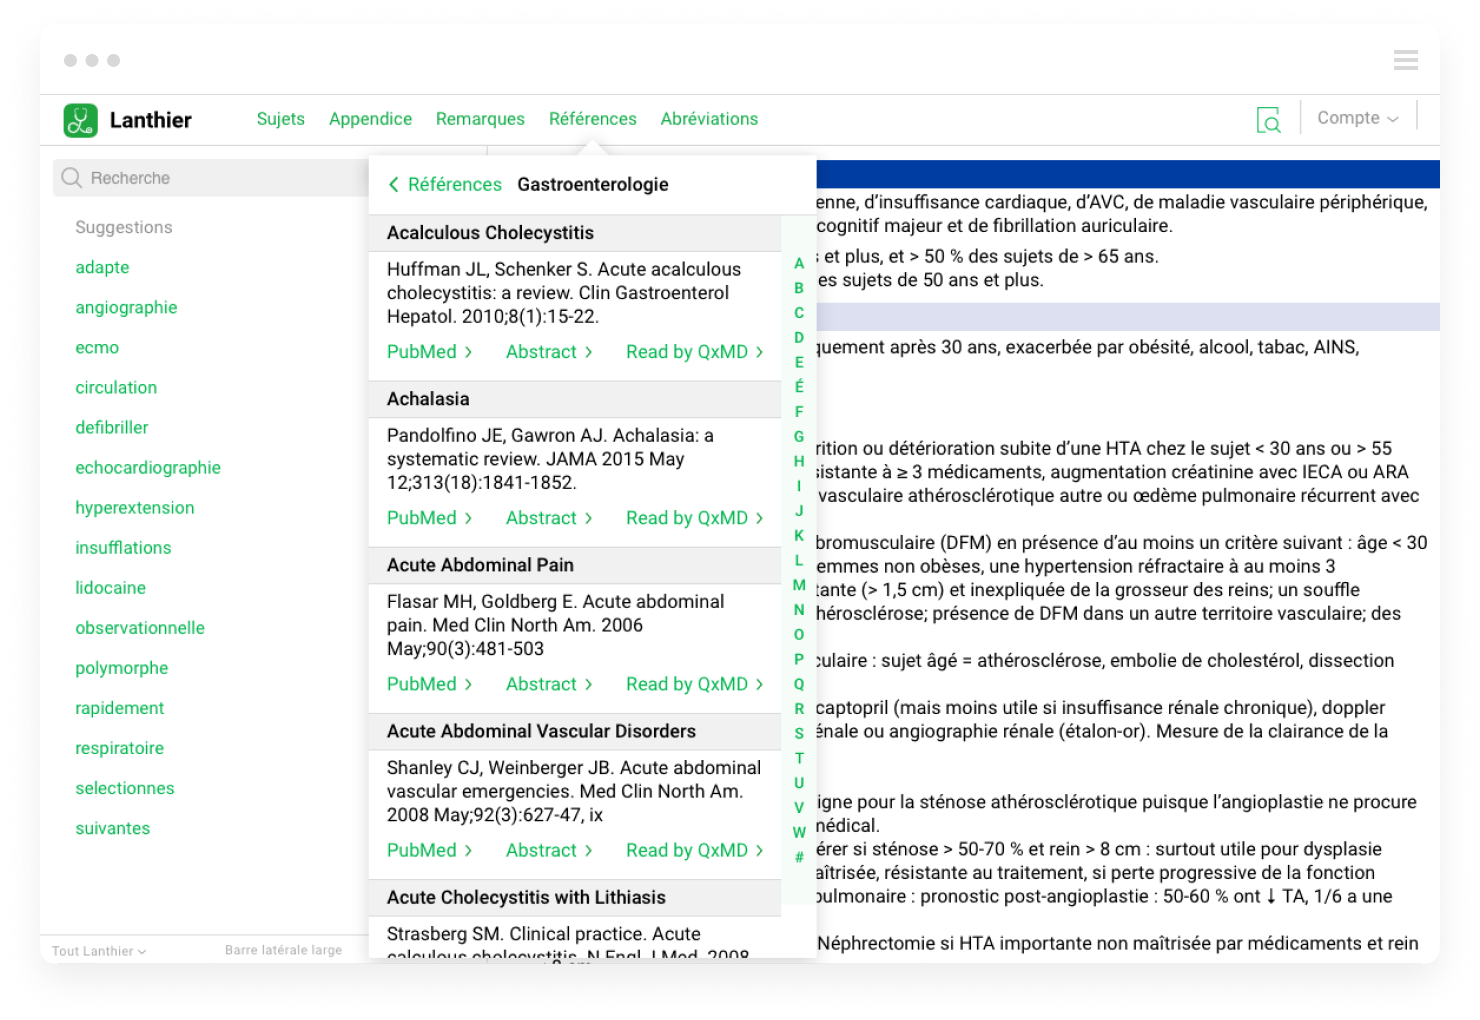 Lanthier
Sujets
Appendice
Remarques
Références
Abréviations
Compte
Recherche
Suggestions
adapte
angiographie
ecmo
circulation
defibriller
echocardiographie
hyperextension
insufflations
lidocaine
observationnelle
polymorphe
rapidement
respiratoire
selectionnes
suivantes
Tout Lanthier
Barre latérale large
Références Gastroenterologie
Acalculous Cholecystitis
Huffman JL, Schenker S. Acute acalculous
cholecystitis: a review. Clin Gastroenterol
Hepatol. 2010;8(1):15-22.
PubMed > Abstract > Read by QxMD >
Achalasia
Pandolfino JE, Gawron AJ. Achalasia: a
systematic review. JAMA 2015 May
12;313(18):1841-1852.
PubMed > Abstract > Read by QxMD >
Acute Abdominal Pain
Flasar MH, Goldberg E. Acute abdominal
pain. Med Clin North Am. 2006
May;90(3):481-503
PubMed > Abstract > Read by QxMD >
Acute Abdominal Vascular Disorders
Shanley CJ, Weinberger JB. Acute abdominal
vascular emergencies. Med Clin North Am.
2008 May;92(3):627-47, ix
PubMed > Abstract > Read by QxMD >
Acute Cholecystitis with Lithiasis
Strasberg SM. Clinical practice. Acute
calculous cholecystitis. N Engl J Med. 2008
A
B
C
D
E
É
F
G
H
I
J
K
L
M
N
O
P
Q
R
S
T
U
V
W
#
enne, d'insuffisance cardiaque, d'AVC, de maladie vasculaire périphérique,
cognitif majeur et de fibrillation auriculaire.
s et plus, et > 50 % des sujets de > 65 ans.
es sujets de 50 ans et plus.
quement après 30 ans, exacerbée par obésité, alcool, tabac, AINS,
rition ou détérioration subite d'une HTA chez le sujet < 30 ans ou > 55
sistante à ≥ 3 médicaments, augmentation créatinine avec IECA ou ARA
vasculaire athérosclérotique autre ou œdème pulmonaire récurrent avec
bromusculaire (DFM) en présence d'au moins un critère suivant : âge < 30
emmes non obèses, une hypertension réfractaire à au moins 3
tante (> 1,5 cm) et inexpliquée de la grosseur des reins; un souffle
hérosclérose; présence de DFM dans un autre territoire vasculaire; des
culaire : sujet âgé = athérosclérose, embolie de cholestérol, dissection
captopril (mais moins utile si insuffisance rénale chronique), doppler
énale ou angiographie rénale (étalon-or). Mesure de la clairance de la
igne pour la sténose athérosclérotique puisque l'angioplastie ne procure
médical.
érer si sténose > 50-70 % et rein > 8 cm : surtout utile pour dysplasie
aîtrisée, résistante au traitement, si perte progressive de la fonction
pulmonaire : pronostic post-angioplastie : 50-60 % ont ↓ TA, 1/6 a une
Néphrectomie si HTA importante non maîtrisée par médicaments et rein